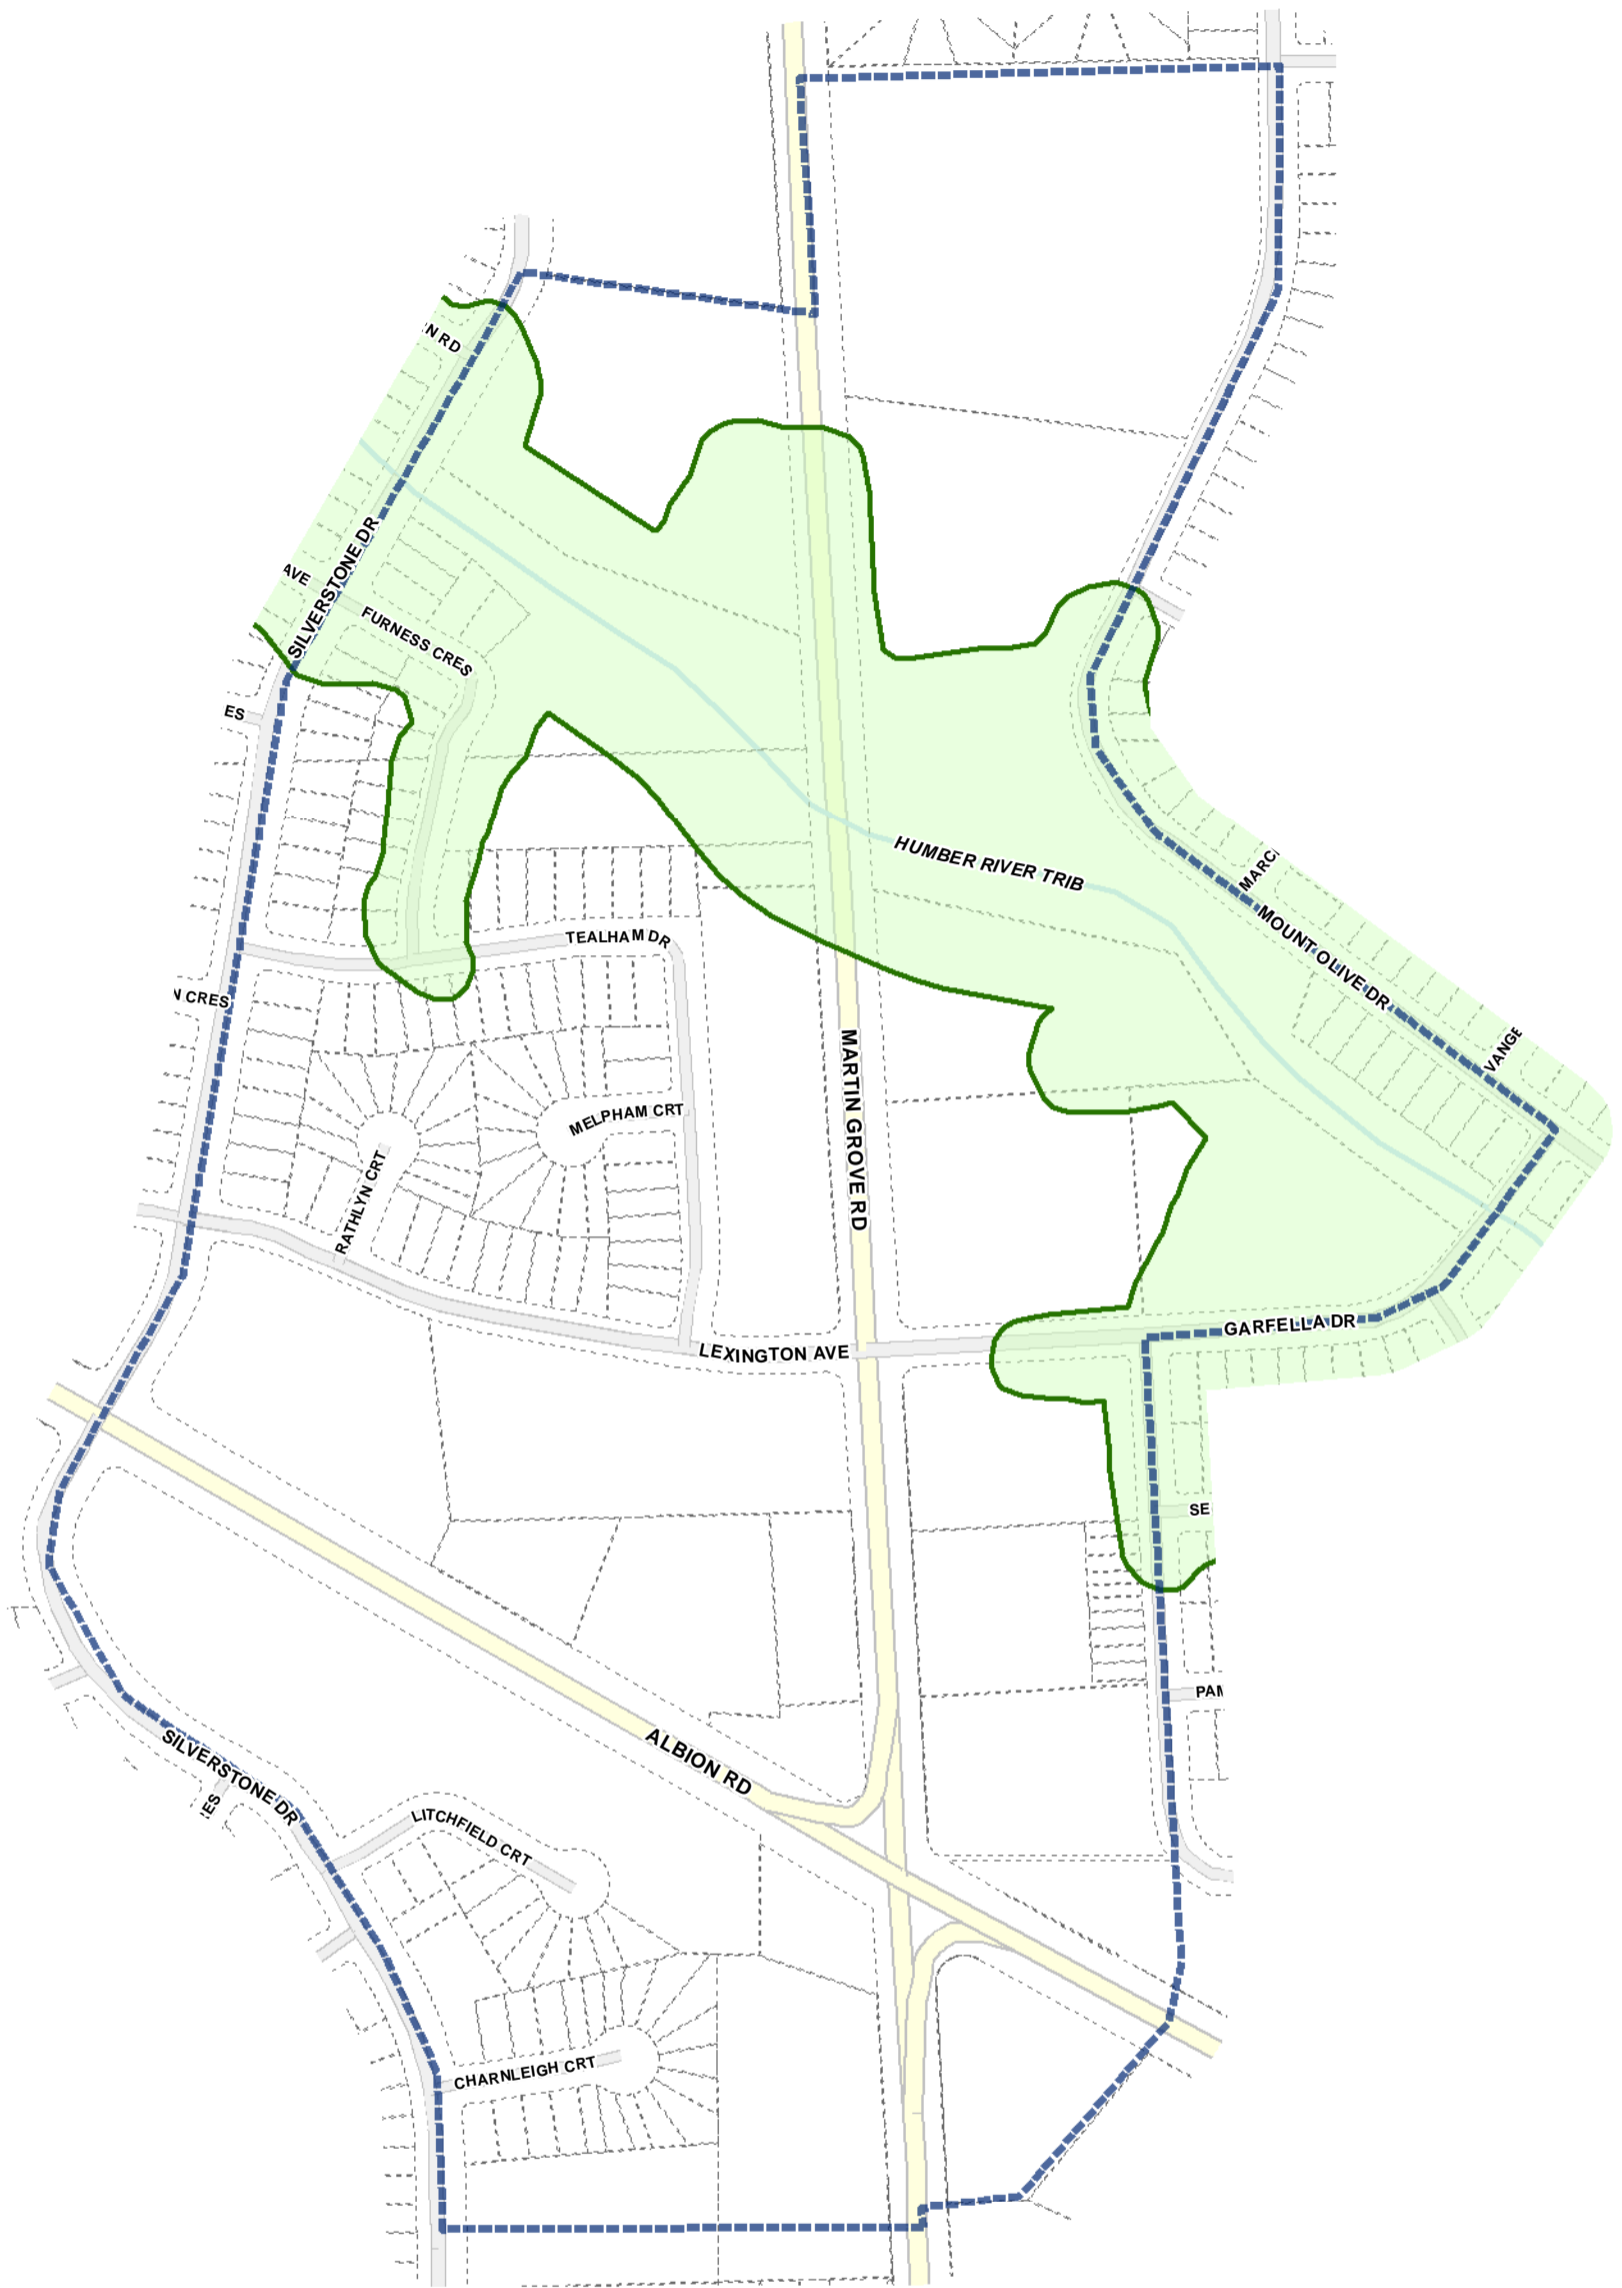 N RD
SILVERSTONE DR
AVE
FURNESS CRES
ES
HUMBER RIVER TRIB
MARCI
MOUNT OLIVE DR
TEALHAM DR
N CRES
VANGE
MARTIN GROVE RD
MELPHAM CRT
RATHLYN CRT
GARFELLA DR
LEXINGTON AVE
SE
PAM
ALBION RD
SILVERSTONE DR
ES
LITCHFIELD CRT
CHARNLEIGH CRT